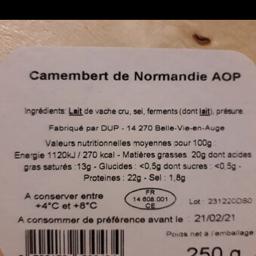 Camembert de Normandie AOP
Ingrédients: Lait de vache cru, sel, ferments (dont lait), présure.
Fabriqué par DUP - 14 270 Belle-Vie-en-Auge
Valeurs nutritionnelles moyennes pour 100g :
Energie 1120kJ / 270 kcal - Matières grasses 20g dont acides
gras saturés :13g - Glucides : <0,5g dont sucres : <0,5g -
Proteines : 22g - Sel : 1,8g
A conserver entre
+4°C et +8°C
FR
14 608 001
CE
Lot : 231220DB0
A consommer de préférence avant le : 21/02/21
Poids net à l'emballage
250 g